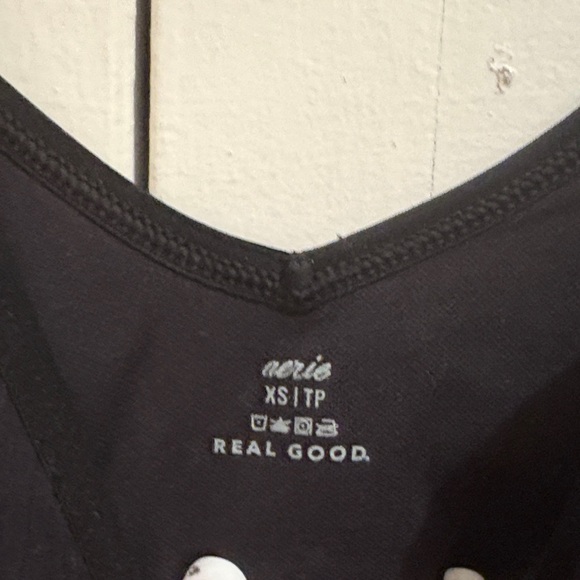 aerie
XS | TP
REAL GOOD.